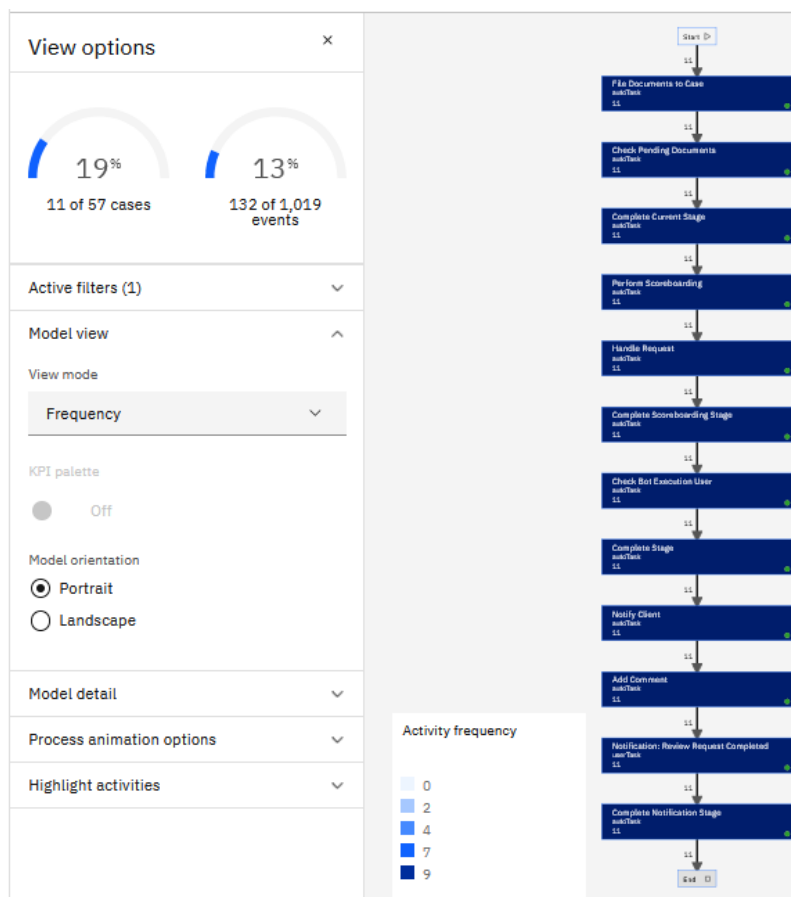 View options
×
19%
11 of 57 cases
13%
132 of 1,019
events
Active filters (1)
Model view
View mode
Frequency
KPI palette
Off
Model orientation
Portrait
Landscape
Model detail
Process animation options
Highlight activities
Activity frequency
0
2
4
7
9
Start
11
File Documents to Case
autoTask
11
11
Check Pending Documents
autoTask
11
11
Complete Current Stage
autoTask
11
11
Perform Scoreboarding
autoTask
11
11
Handle Request
autoTask
11
11
Complete Scoreboarding Stage
autoTask
11
11
Check Bot Execution User
autoTask
11
11
Complete Stage
autoTask
11
11
Notify Client
autoTask
11
11
Add Comment
autoTask
11
11
Notification: Review Request Completed
userTask
11
11
Complete Notification Stage
autoTask
11
11
End